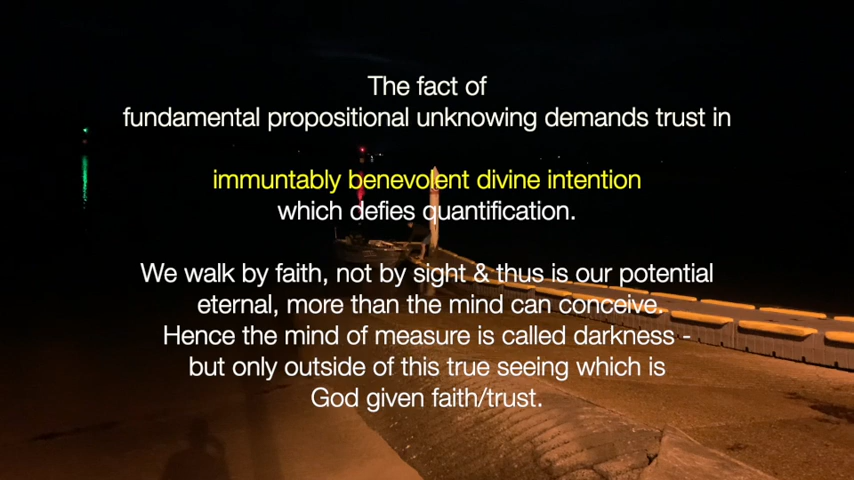 The fact of
fundamental propositional unknowing demands trust in
immuntably benevolent divine intention
which defies quantification.
We walk by faith, not by sight & thus is our potential
eternal, more than the mind can conceive.
Hence the mind of measure is called darkness -
but only outside of this true seeing which is
God given faith/trust.